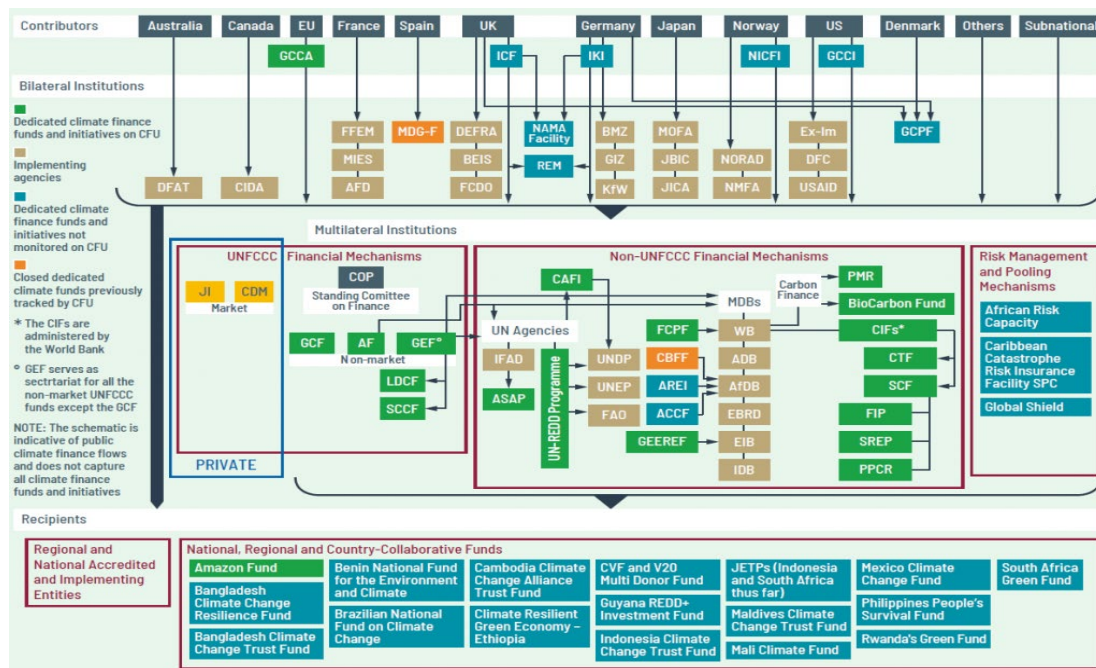 Contributors
Australia
Canada
EU
France
Spain
UK
Germany
Japan
Norway
US
Denmark
Others
Subnational
GCCA
ICF
IKI
NICFI
GCCI
Bilateral Institutions
Dedicated climate finance
funds and initiatives on CFU
Implementing
agencies
Dedicated climate
finance funds and
initiatives not
monitored on CFU
Closed dedicated
climate funds previously
tracked by CFU
* The CIFs are
administered by
the World Bank
° GEF serves as
sectrtariat for all the
non-market UNFCCC
funds except the GCF
NOTE: The schematic is
indicative of public
climate finance flows
and does not capture
all climate finance
funds and initiatives
FFEM
MIES
AFD
MDG-F
DEFRA
BEIS
FCDO
NAMA
Facility
REM
BMZ
GIZ
KfW
MOFA
JBIC
JICA
NORAD
NMFA
Ex-Im
DFC
USAID
GCPF
DFAT
CIDA
Multilateral Institutions
UNFCCC Financial Mechanisms
JI
CDM
Market
COP
Standing Comittee
on Finance
GCF
AF
GEF°
Non-market
LDCF
SCCF
PRIVATE
Non-UNFCCC Financial Mechanisms
CAFI
UN Agencies
IFAD
ASAP
UN-REDD Programme
UNDP
UNEP
FAO
FCPF
CBFF
AREI
ACCF
GEEREF
MDBs
WB
ADB
AfDB
EBRD
EIB
IDB
Carbon
Finance
PMR
BioCarbon Fund
CIFs*
CTF
SCF
FIP
SREP
PPCR
Risk Management
and Pooling
Mechanisms
African Risk
Capacity
Caribbean
Catastrophe
Risk Insurance
Facility SPC
Global Shield
Recipients
Regional and
National Accredited
and Implementing
Entities
National, Regional and Country-Collaborative Funds
Amazon Fund
Bangladesh
Climate Change
Resilience Fund
Bangladesh Climate
Change Trust Fund
Benin National Fund
for the Environment
and Climate
Brazilian National
Fund on Climate
Change
Cambodia Climate
Change Alliance
Trust Fund
Climate Resilient
Green Economy –
Ethiopia
CVF and V20
Multi Donor Fund
Guyana REDD+
Investment Fund
Indonesia Climate
Change Trust Fund
JETPs (Indonesia
and South Africa
thus far)
Maldives Climate
Change Trust Fund
Mali Climate Fund
Mexico Climate
Change Fund
Philippines People's
Survival Fund
Rwanda's Green Fund
South Africa
Green Fund